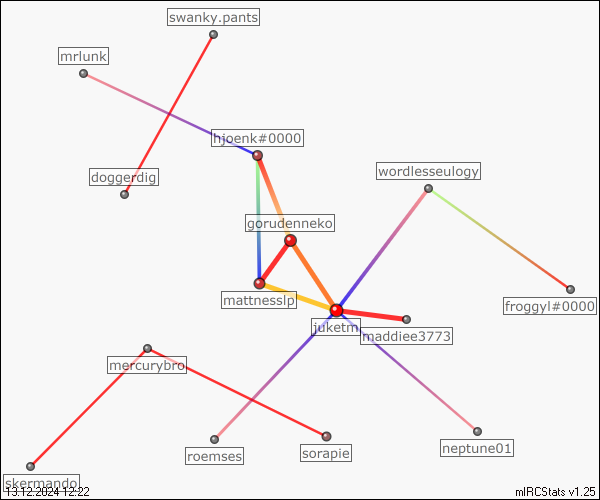 swanky.pants
mrlunk
hjoenk#0000
wordlesseulogy
doggerdig
gorudenneko
mattnesslp
froggyl#0000
juketm
maddiee3773
mercurybro
neptune01
sorapie
roemses
skermando
13.12.2024 12:22
mIRCStats v1.25